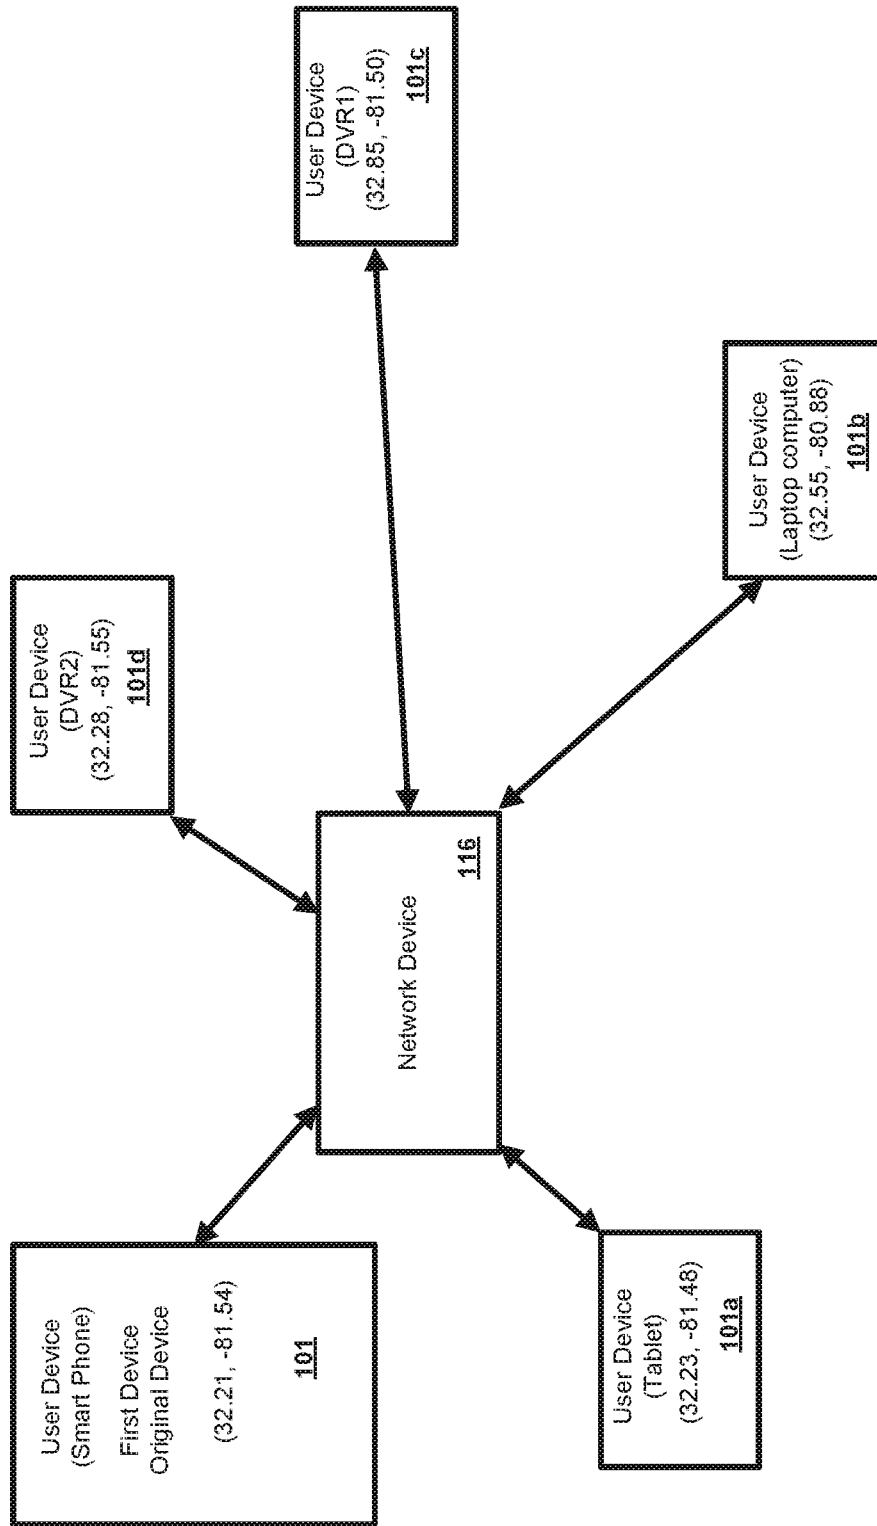 User Device
(Smart Phone)
First Device
Original Device
(32.21, -81.54)
101
User Device
(DVR2)
(32.28, -81.55)
101d
User Device
(DVR1)
(32.85, -81.50)
101c
Network Device
116
User Device
(Tablet)
(32.23, -81.48)
101a
User Device
(Laptop computer)
(32.55, -80.88)
101b